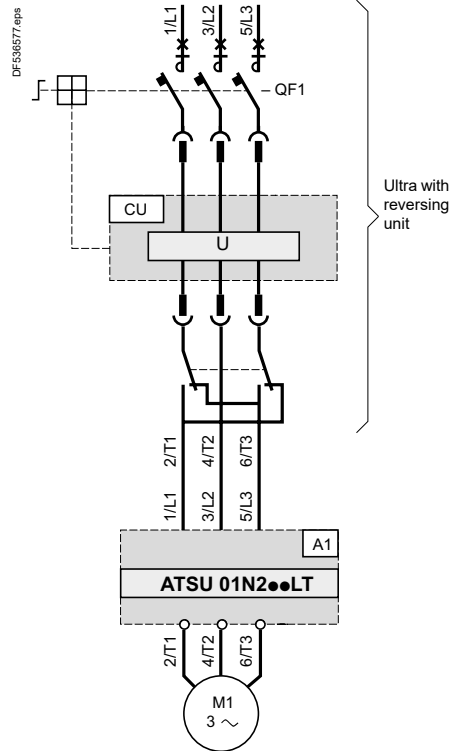 DF536577.eps
1/L1
3/L2
5/L3
QF1
CU
U
Ultra with
reversing
unit
2/T1
4/T2
6/T3
1/L1
3/L2
5/L3
A1
ATSU 01N2●●LT
2/T1
4/T2
6/T3
M1
3 ~